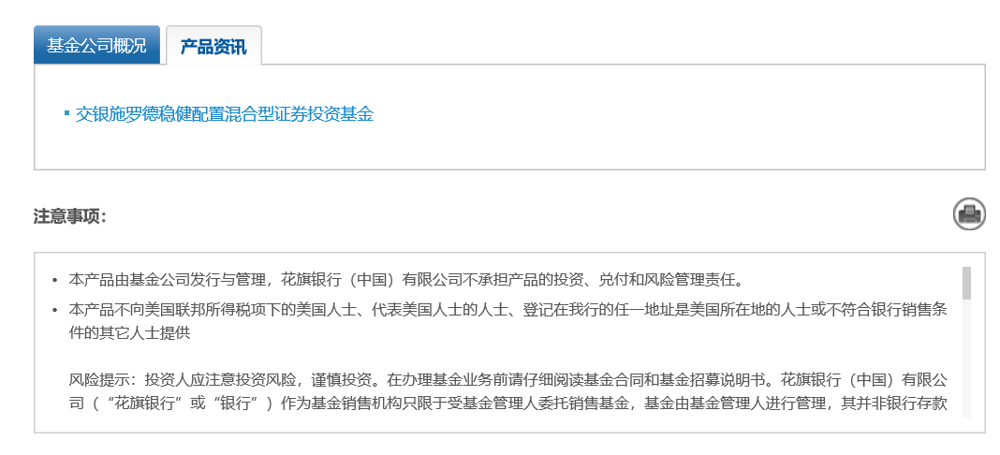 基金公司概况 产品资讯
交银施罗德稳健配置混合型证券投资基金
注意事项：
• 本产品由基金公司发行与管理，花旗银行（中国）有限公司不承担产品的投资、兑付和风险管理责任。
• 本产品不向美国联邦所得税项下的美国人士、代表美国人士的人士、登记在我行的任一地址是美国所在地的人士或不符合银行销售条
件的其它人士提供
风险提示：投资人应注意投资风险，谨慎投资。在办理基金业务前请仔细阅读基金合同和基金招募说明书。花旗银行（中国）有限公
司（“花旗银行”或“银行”）作为基金销售机构只限于受基金管理人委托销售基金，基金由基金管理人进行管理，其并非银行存款